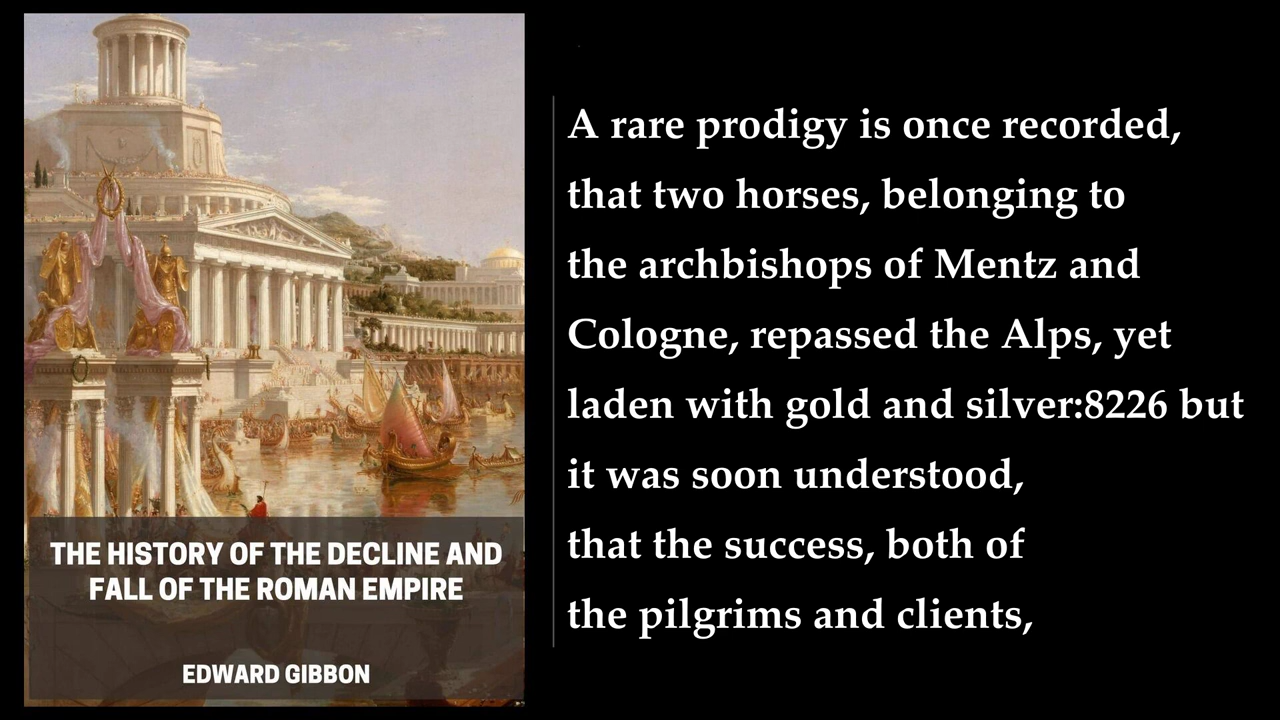 THE HISTORY OF THE DECLINE AND
FALL OF THE ROMAN EMPIRE
EDWARD GIBBON
A rare prodigy is once recorded,
that two horses, belonging to
the archbishops of Mentz and
Cologne, repassed the Alps, yet
laden with gold and silver:8226 but
it was soon understood,
that the success, both of
the pilgrims and clients,